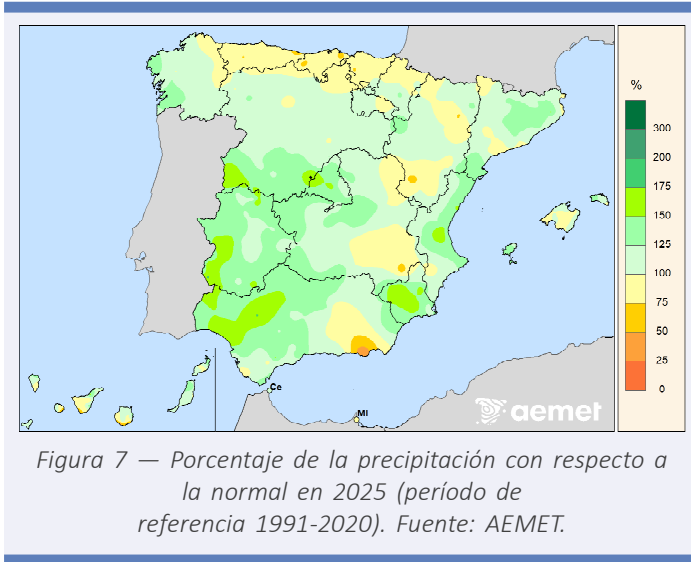 %
300
200
175
150
125
100
75
50
25
0
Ce
Ml
aemet
Figura 7 — Porcentaje de la precipitación con respecto a
la normal en 2025 (período de
referencia 1991-2020). Fuente: AEMET.